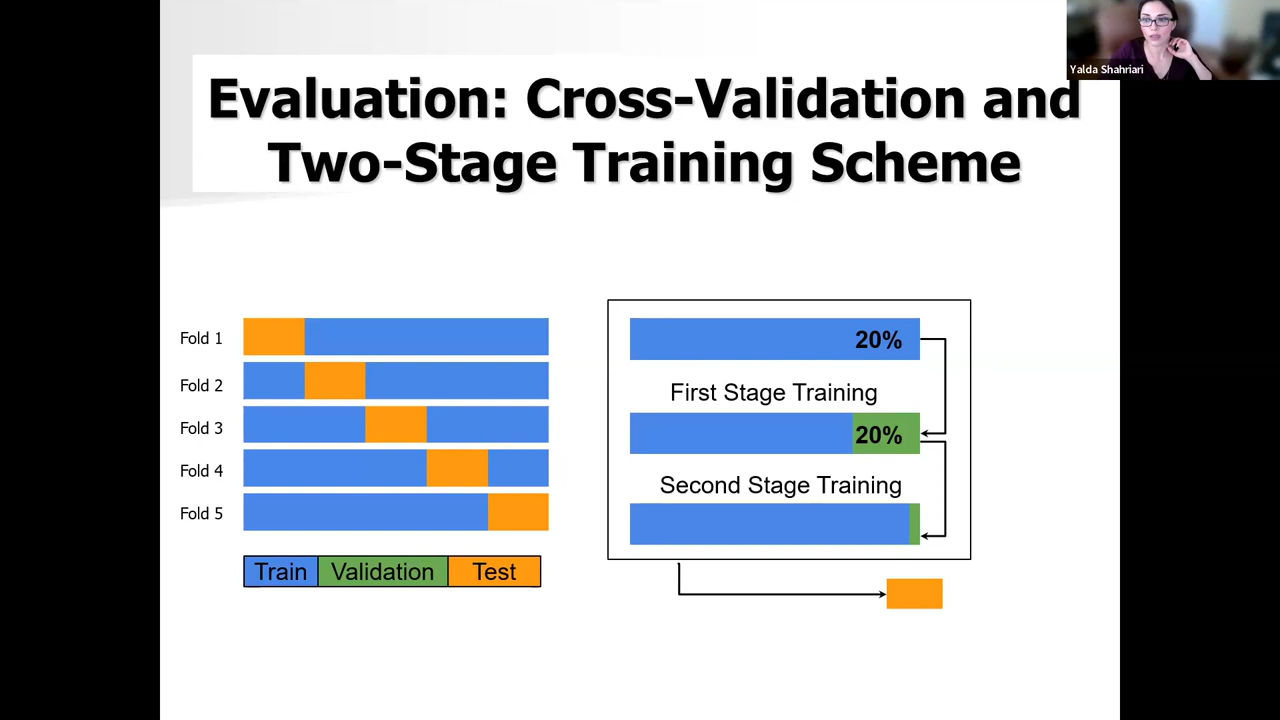 Yalda Shahriari
Evaluation: Cross-Validation and
Two-Stage Training Scheme
Fold 1
Fold 2
Fold 3
Fold 4
Fold 5
Train Validation Test
20%
First Stage Training
20%
Second Stage Training